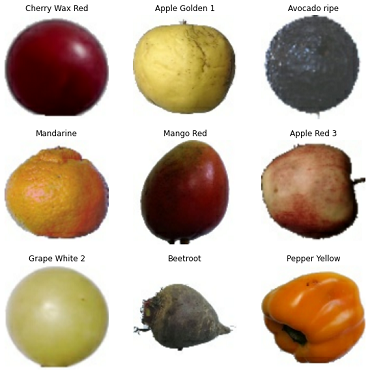 Cherry Wax Red
Apple Golden 1
Avocado ripe
Mandarine
Mango Red
Apple Red 3
Grape White 2
Beetroot
Pepper Yellow